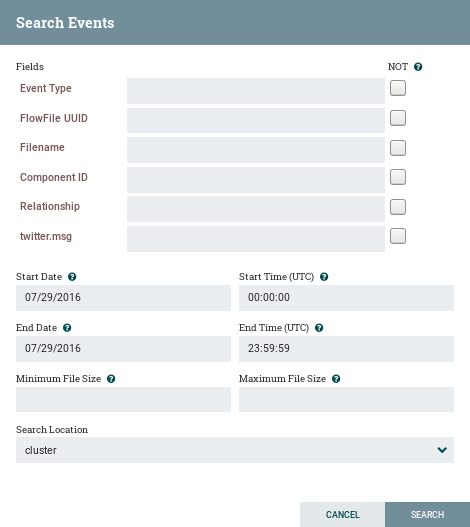 Search Events
Fields NOT
Event Type
FlowFile UUID
Filename
Component ID
Relationship
twitter.msg
Start Date Start Time (UTC)
07/29/2016 00:00:00
End Date End Time (UTC)
07/29/2016 23:59:59
Minimum File Size Maximum File Size
Search Location
cluster
CANCEL SEARCH